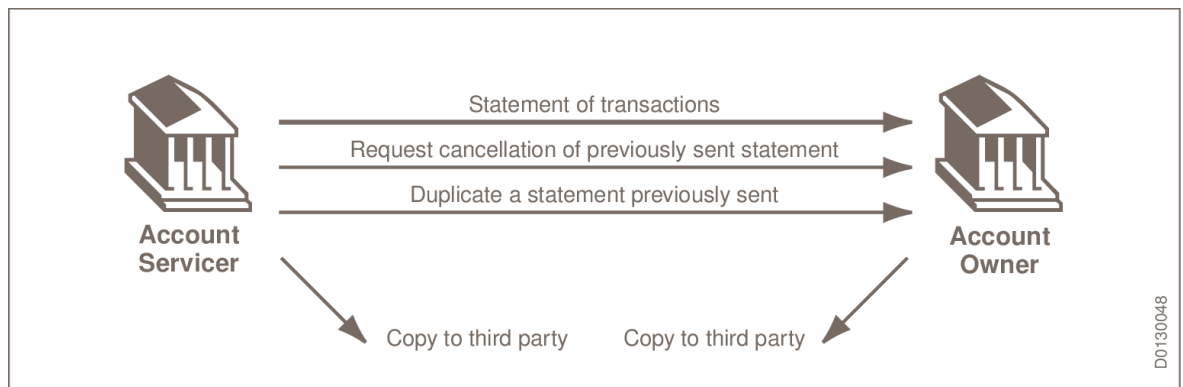 Statement of transactions
Request cancellation of previously sent statement
Duplicate a statement previously sent
Account
Servicer
Account
Owner
Copy to third party
Copy to third party
D0130048